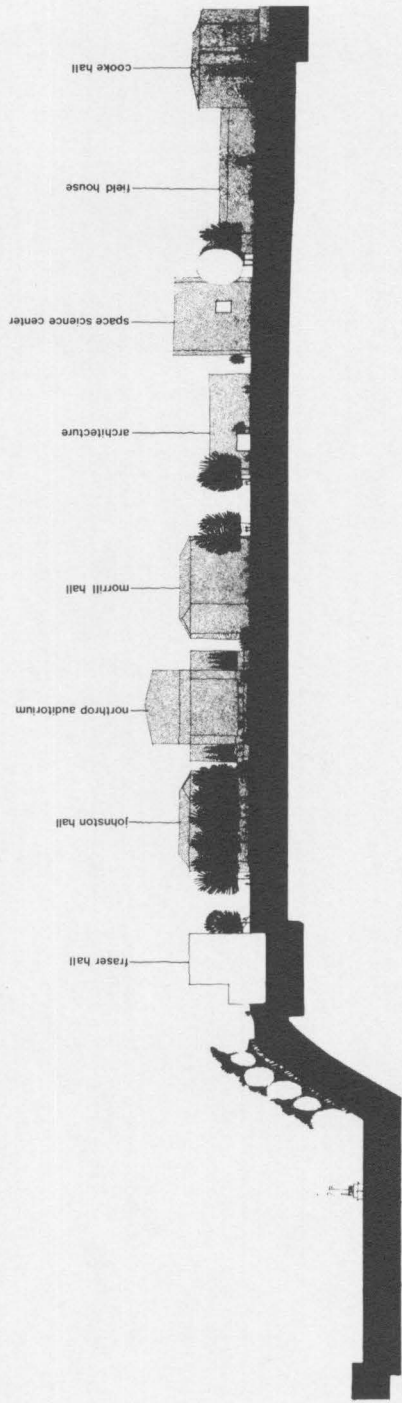 fraser hall
johnston hall
northrop auditorium
morrill hall
architecture
space science center
field house
cooke hall